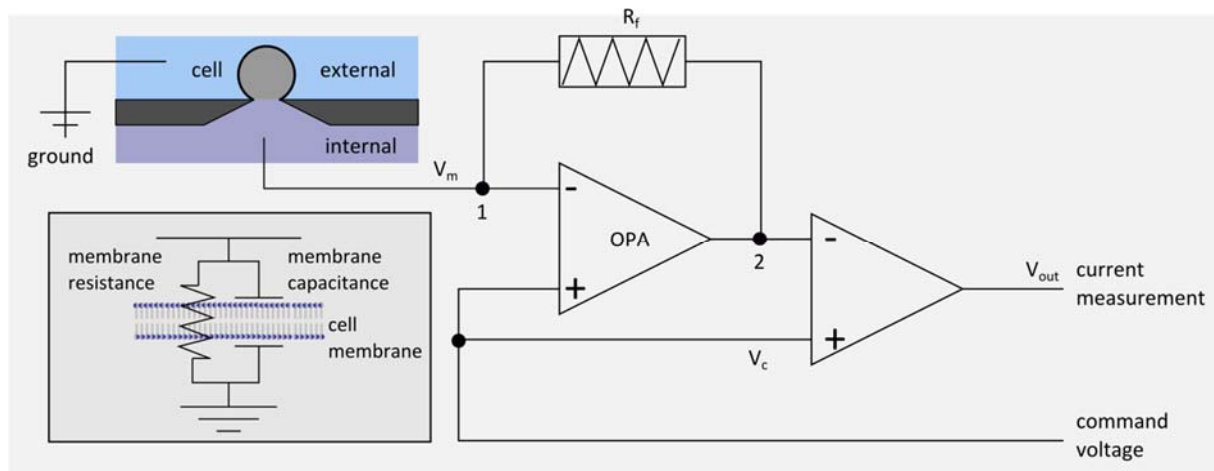 R_f
cell
external
internal
ground
V_m
1
-
OPA
+
2
-
+
V_c
V_out
current
measurement
command
voltage
membrane
resistance
membrane
capacitance
cell
membrane